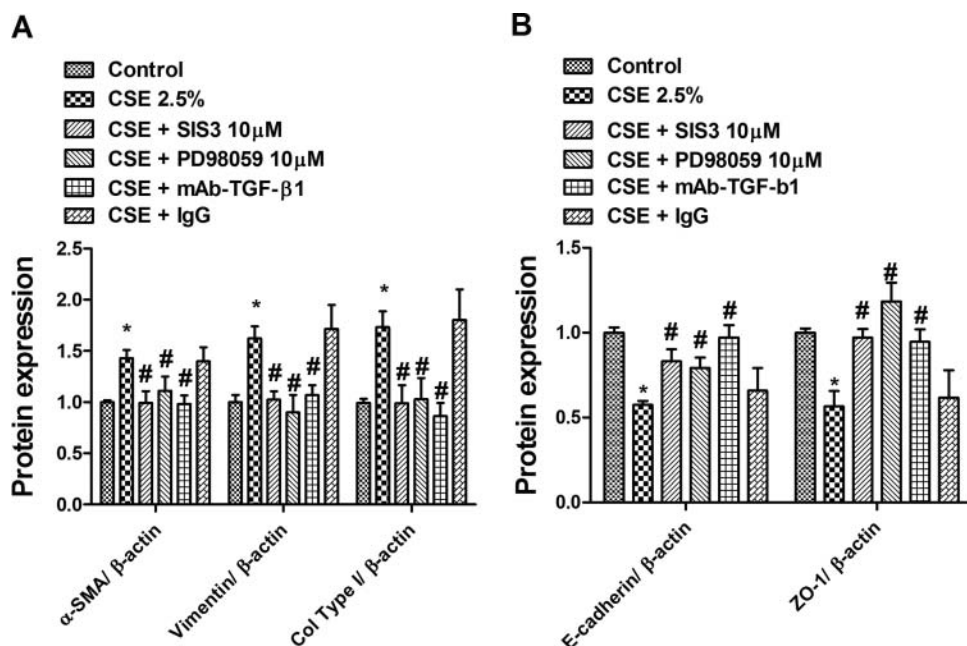 A
Control
CSE 2.5%
CSE + SIS3 10μM
CSE + PD98059 10μM
CSE + mAb-TGF-β1
CSE + IgG
Protein expression
2.5
2.0
1.5
1.0
0.5
0.0
* # # #
* # # #
* # # #
α-SMA/ β-actin
Vimentin/ β-actin
Col Type I/ β-actin
B
Control
CSE 2.5%
CSE + SIS3 10μM
CSE + PD98059 10μM
CSE + mAb-TGF-b1
CSE + IgG
Protein expression
1.5
1.0
0.5
0.0
* # # #
* # # #
E-cadherin/ β-actin
ZO-1/ β-actin